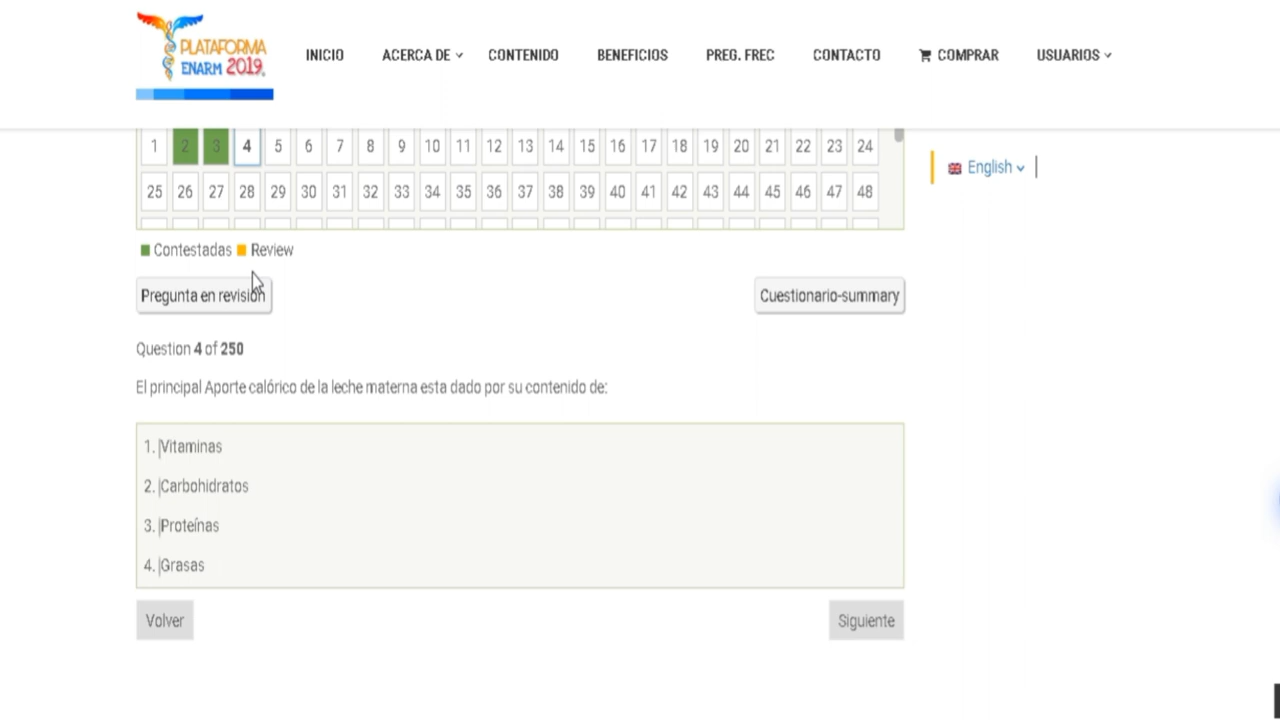 PLATAFORMA
ENARM 2019
INICIO ACERCA DE CONTENIDO BENEFICIOS PREG. FREC CONTACTO COMPRAR USUARIOS
1 2 3 4 5 6 7 8 9 10 11 12 13 14 15 16 17 18 19 20 21 22 23 24
English
25 26 27 28 29 30 31 32 33 34 35 36 37 38 39 40 41 42 43 44 45 46 47 48
Contestadas Review
Pregunta en revisión Cuestionario-summary
Question 4 of 250
El principal Aporte calórico de la leche materna esta dado por su contenido de:
1. Vitaminas
2. Carbohidratos
3. Proteínas
4. Grasas
Volver Siguiente